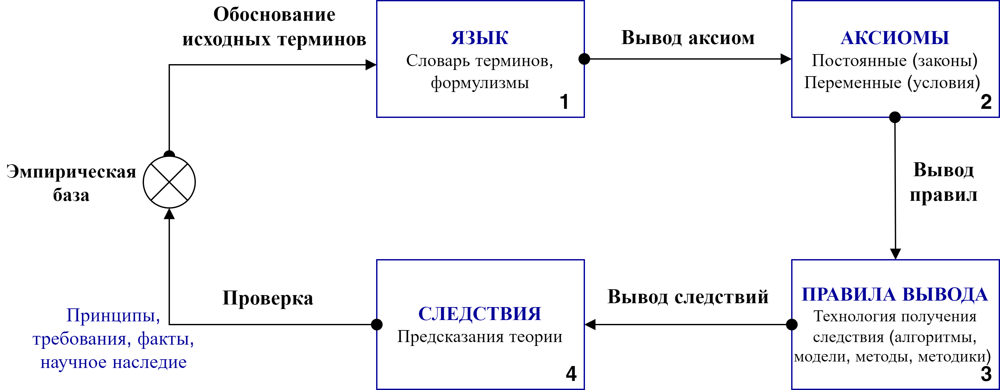 Обоснование
исходных терминов
ЯЗЫК
Словарь терминов,
формулизмы
1
Вывод аксиом
АКСИОМЫ
Постоянные (законы)
Переменные (условия)
2
Эмпирическая
база
Вывод
правил
Принципы,
требования, факты,
научное наследие
Проверка
СЛЕДСТВИЯ
Предсказания теории
4
Вывод следствий
ПРАВИЛА ВЫВОДА
Технология получения
следствия (алгоритмы,
модели, методы, методики)
3